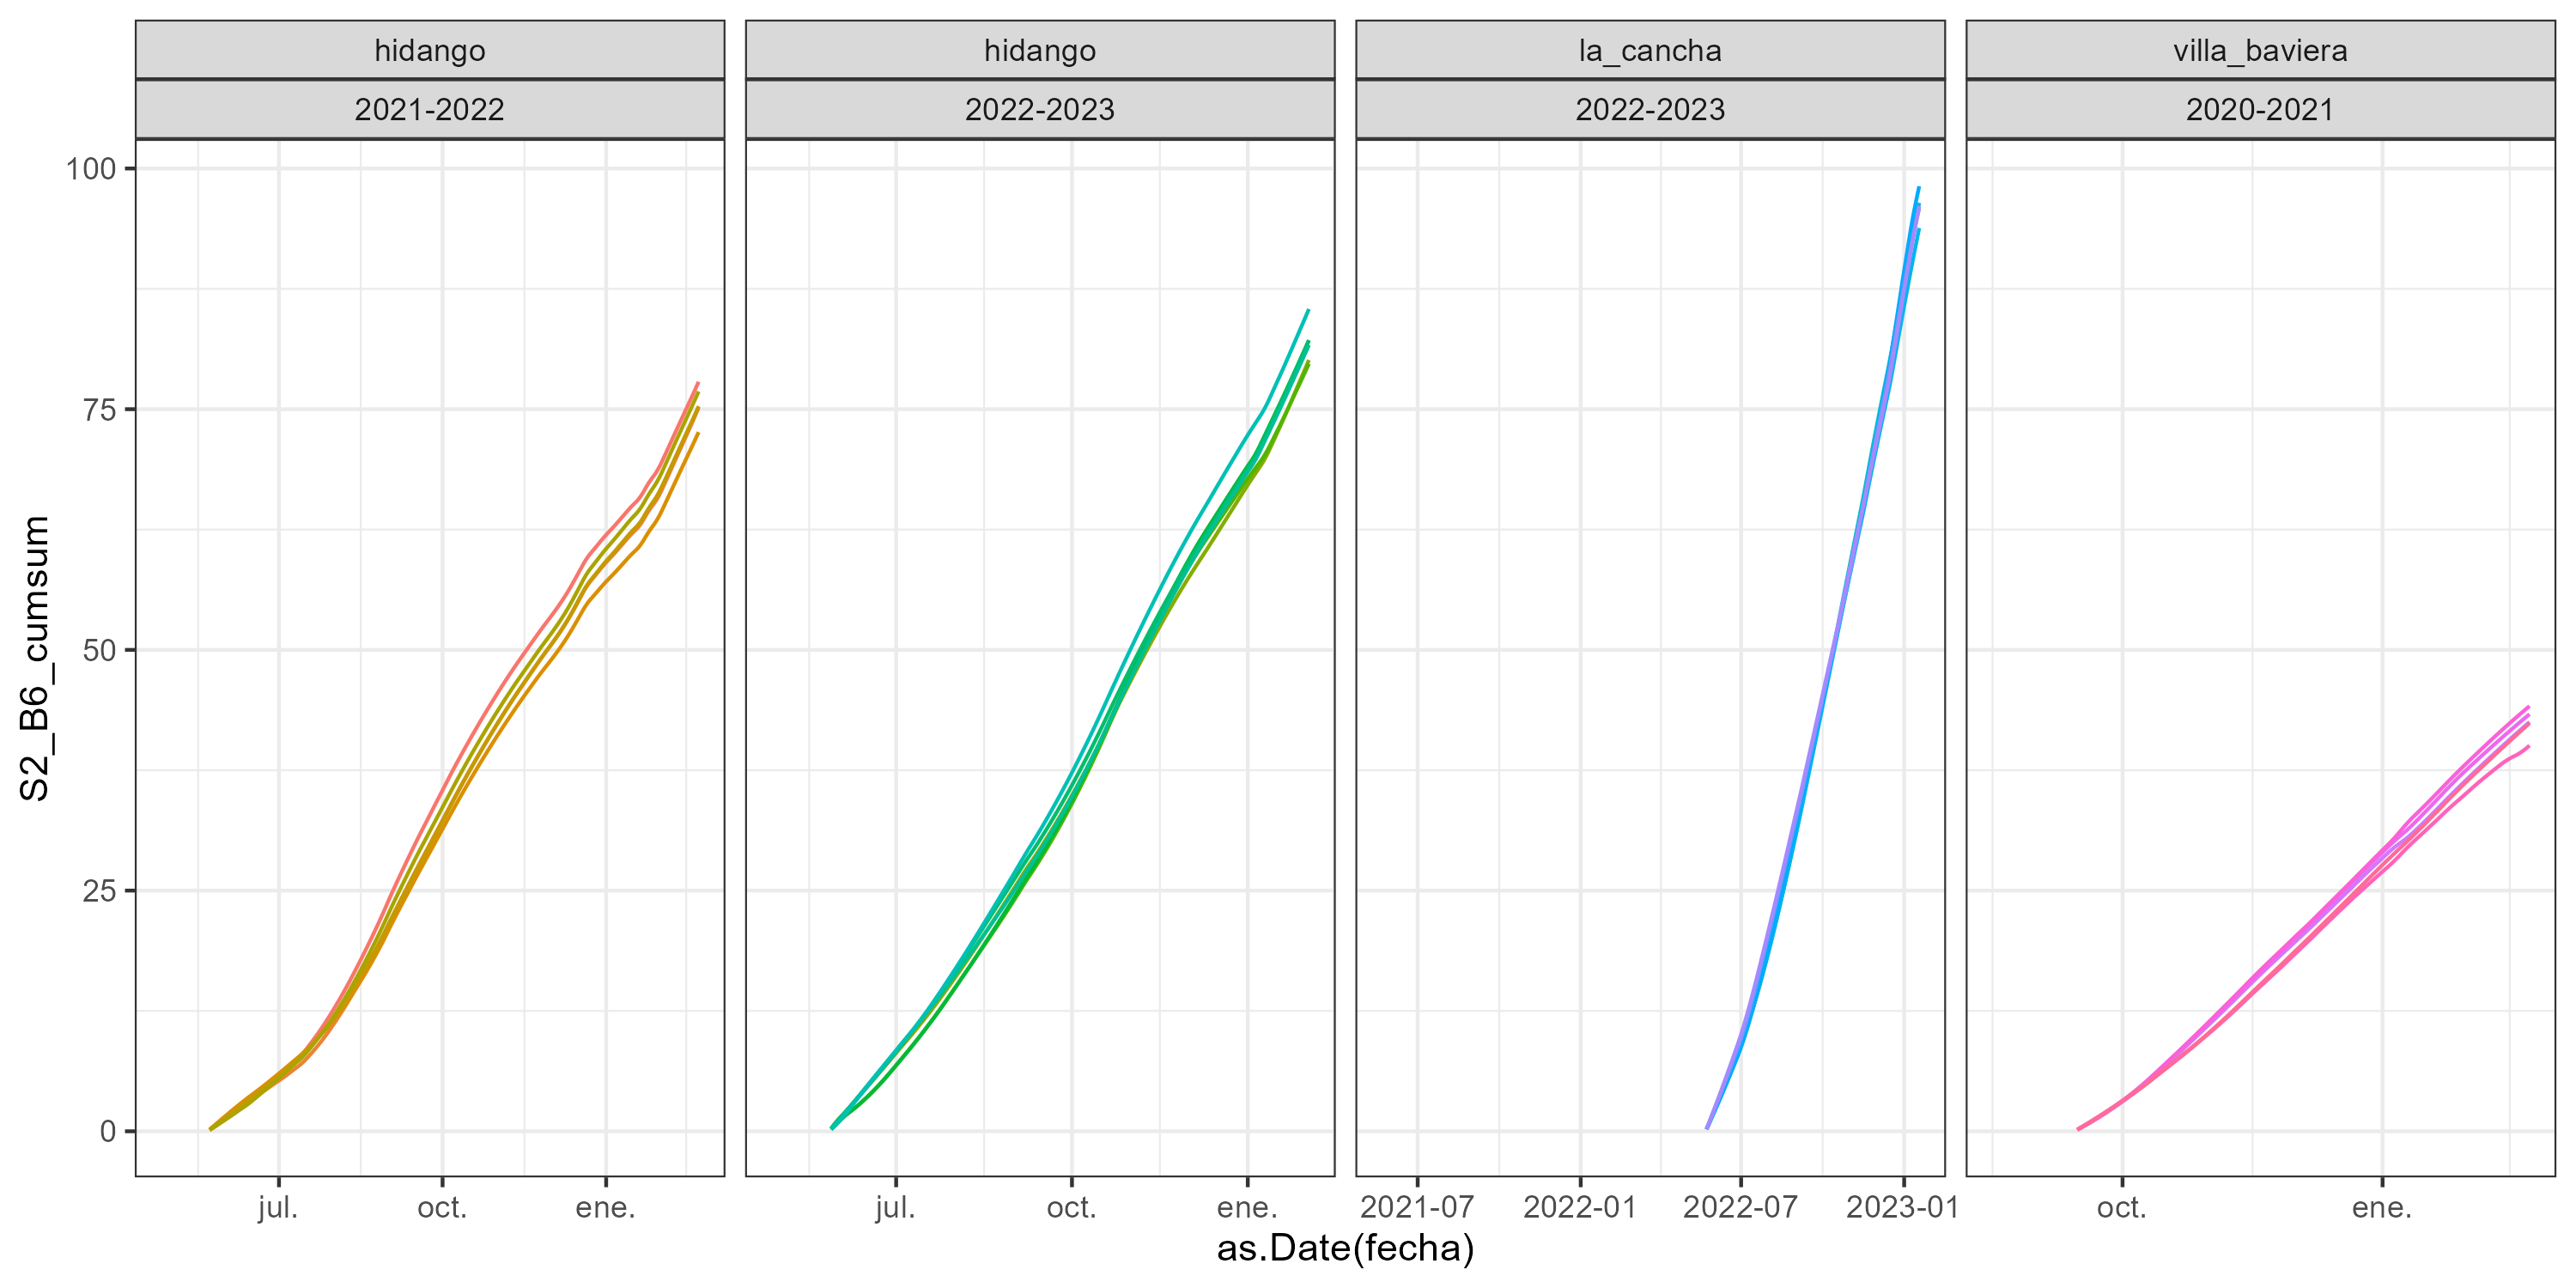 hidango
hidango
la_cancha
villa_baviera
2021-2022
2022-2023
2022-2023
2020-2021
100
75
50
25
0
S2_B6_cumsum
jul.
oct.
ene.
jul.
oct.
ene.
2021-07
2022-01
2022-07
2023-01
oct.
ene.
as.Date(fecha)